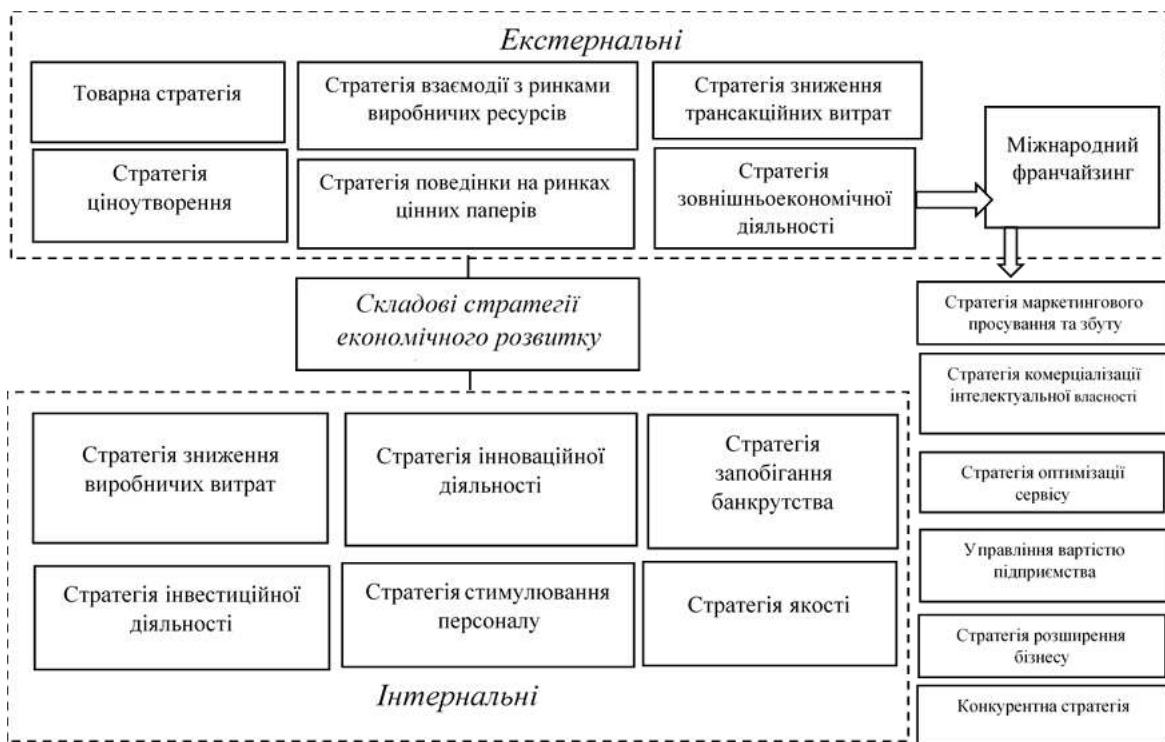 Екстернальні
Товарна стратегія
Стратегія взаємодії з ринками
виробничих ресурсів
Стратегія зниження
трансакційних витрат
Стратегія
ціноутворення
Стратегія поведінки на ринках
цінних паперів
Стратегія
зовнішньоекономічної
діяльності
Міжнародний
франчайзинг
Складові стратегії
економічного розвитку
Стратегія маркетингового
просування та збуту
Стратегія комерціалізації
інтелектуальної власності
Стратегія оптимізації
сервісу
Управління вартістю
підприємства
Стратегія розширення
бізнесу
Конкурентна стратегія
Стратегія зниження
виробничих витрат
Стратегія інноваційної
діяльності
Стратегія
запобігання
банкрутства
Стратегія інвестиційної
діяльності
Стратегія стимулювання
персоналу
Стратегія якості
Інтернальні